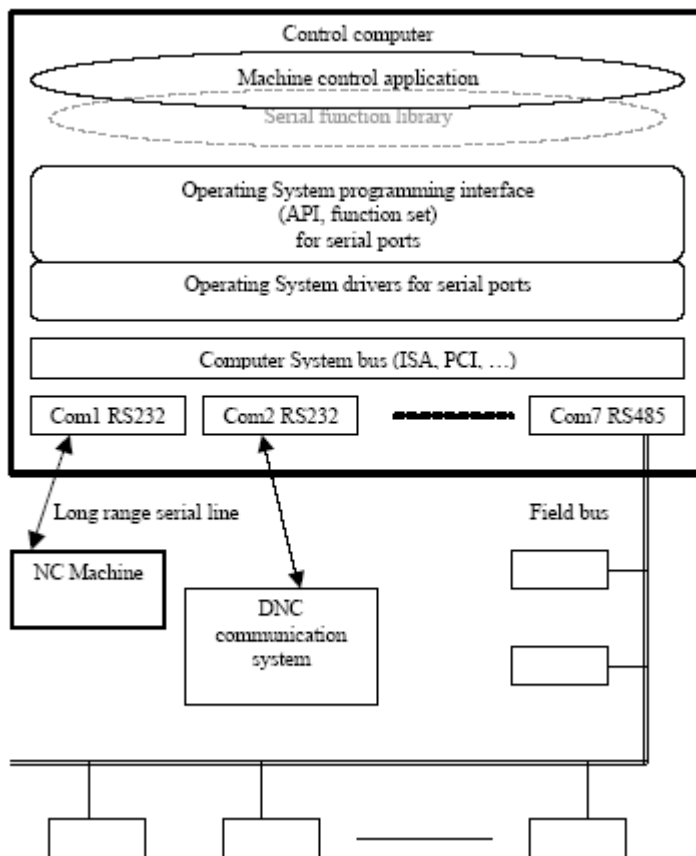 Control computer
Machine control application
Serial function library
Operating System programming interface
(API, function set)
for serial ports
Operating System drivers for serial ports
Computer System bus (ISA, PCI, …)
Com1 RS232
Com2 RS232
Com7 RS485
Long range serial line
Field bus
NC Machine
DNC
communication
system